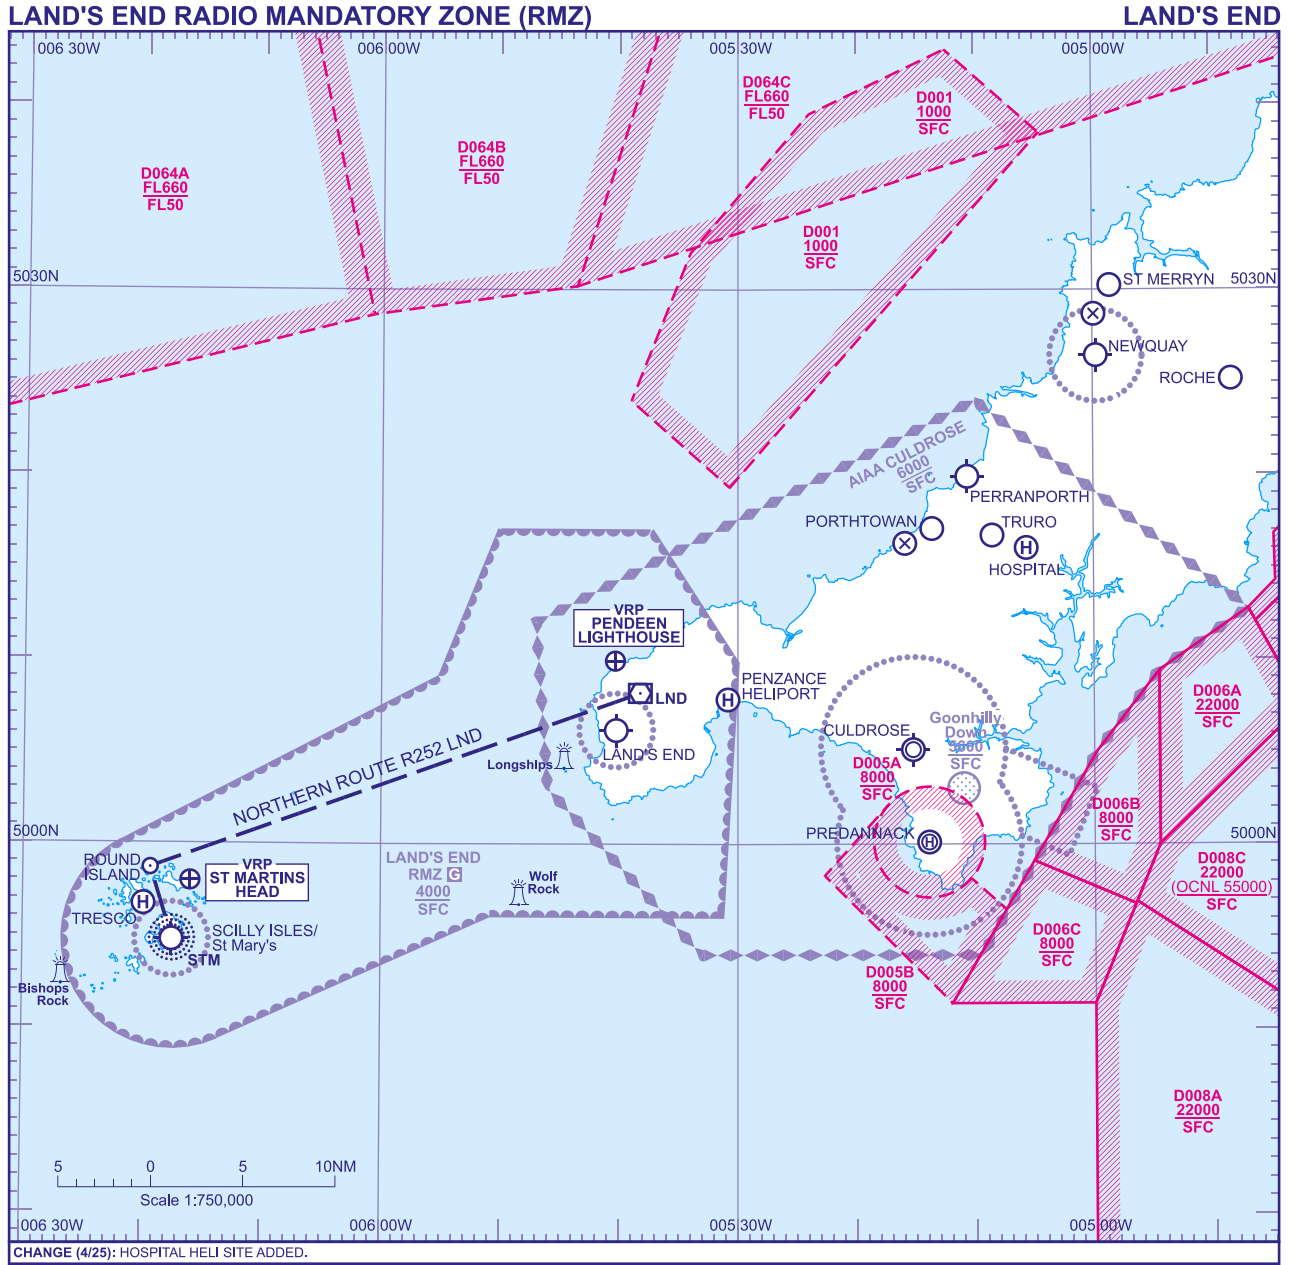 LAND'S END RADIO MANDATORY ZONE (RMZ)
LAND'S END
006 30W
006 00W
005 30W
005 00W
D064A
FL660
FL50
D064B
FL660
FL50
D064C
FL660
FL50
D001
1000
SFC
D001
1000
SFC
5030N
5030N
ST MERRYN
NEWQUAY
ROCHE
AIAA CULDROSE
6000
SFC
PERRANPORTH
PORTHTOWAN
TRURO
H
HOSPITAL
VRP
PENDEEN
LIGHTHOUSE
LND
PENZANCE
HELIPORT
H
LAND'S END
Longships
NORTHERN ROUTE R252 LND
CULDROSE
Goonhilly
Down
3000
SFC
D005A
8000
SFC
PREDANNACK
H
D006A
22000
SFC
D006B
8000
SFC
5000N
5000N
D008C
22000
(OCNL 55000)
SFC
ROUND
ISLAND
VRP
ST MARTINS
HEAD
H
TRESCO
SCILLY ISLES/
St Mary's
STM
LAND'S END
RMZ G
4000
SFC
Wolf
Rock
Bishops
Rock
D006C
8000
SFC
D005B
8000
SFC
D008A
22000
SFC
5 0 5 10NM
Scale 1:750,000
006 30W
006 00W
005 30W
005 00W
CHANGE (4/25): HOSPITAL HELI SITE ADDED.